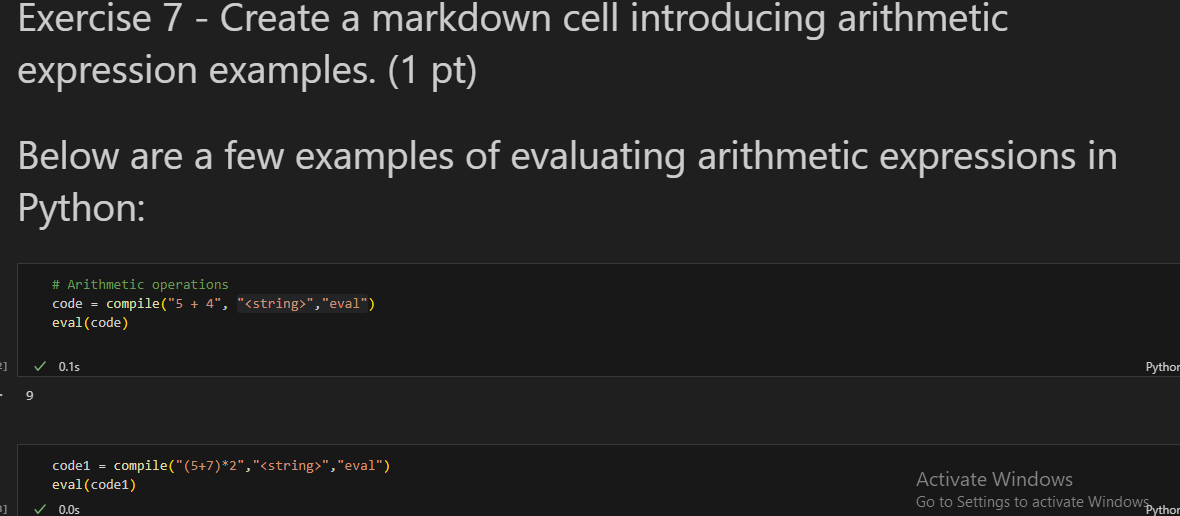 Exercise 7 - Create a markdown cell introducing arithmetic
expression examples. (1 pt)
Below are a few examples of evaluating arithmetic expressions in
Python:
# Arithmetic operations
code = compile("5 + 4", "<string>","eval")
eval(code)
0.1s
9
code1 = compile("(5+7)*2","<string>","eval")
eval(code1)
0.0s
Activate Windows
Go to Settings to activate Windows.